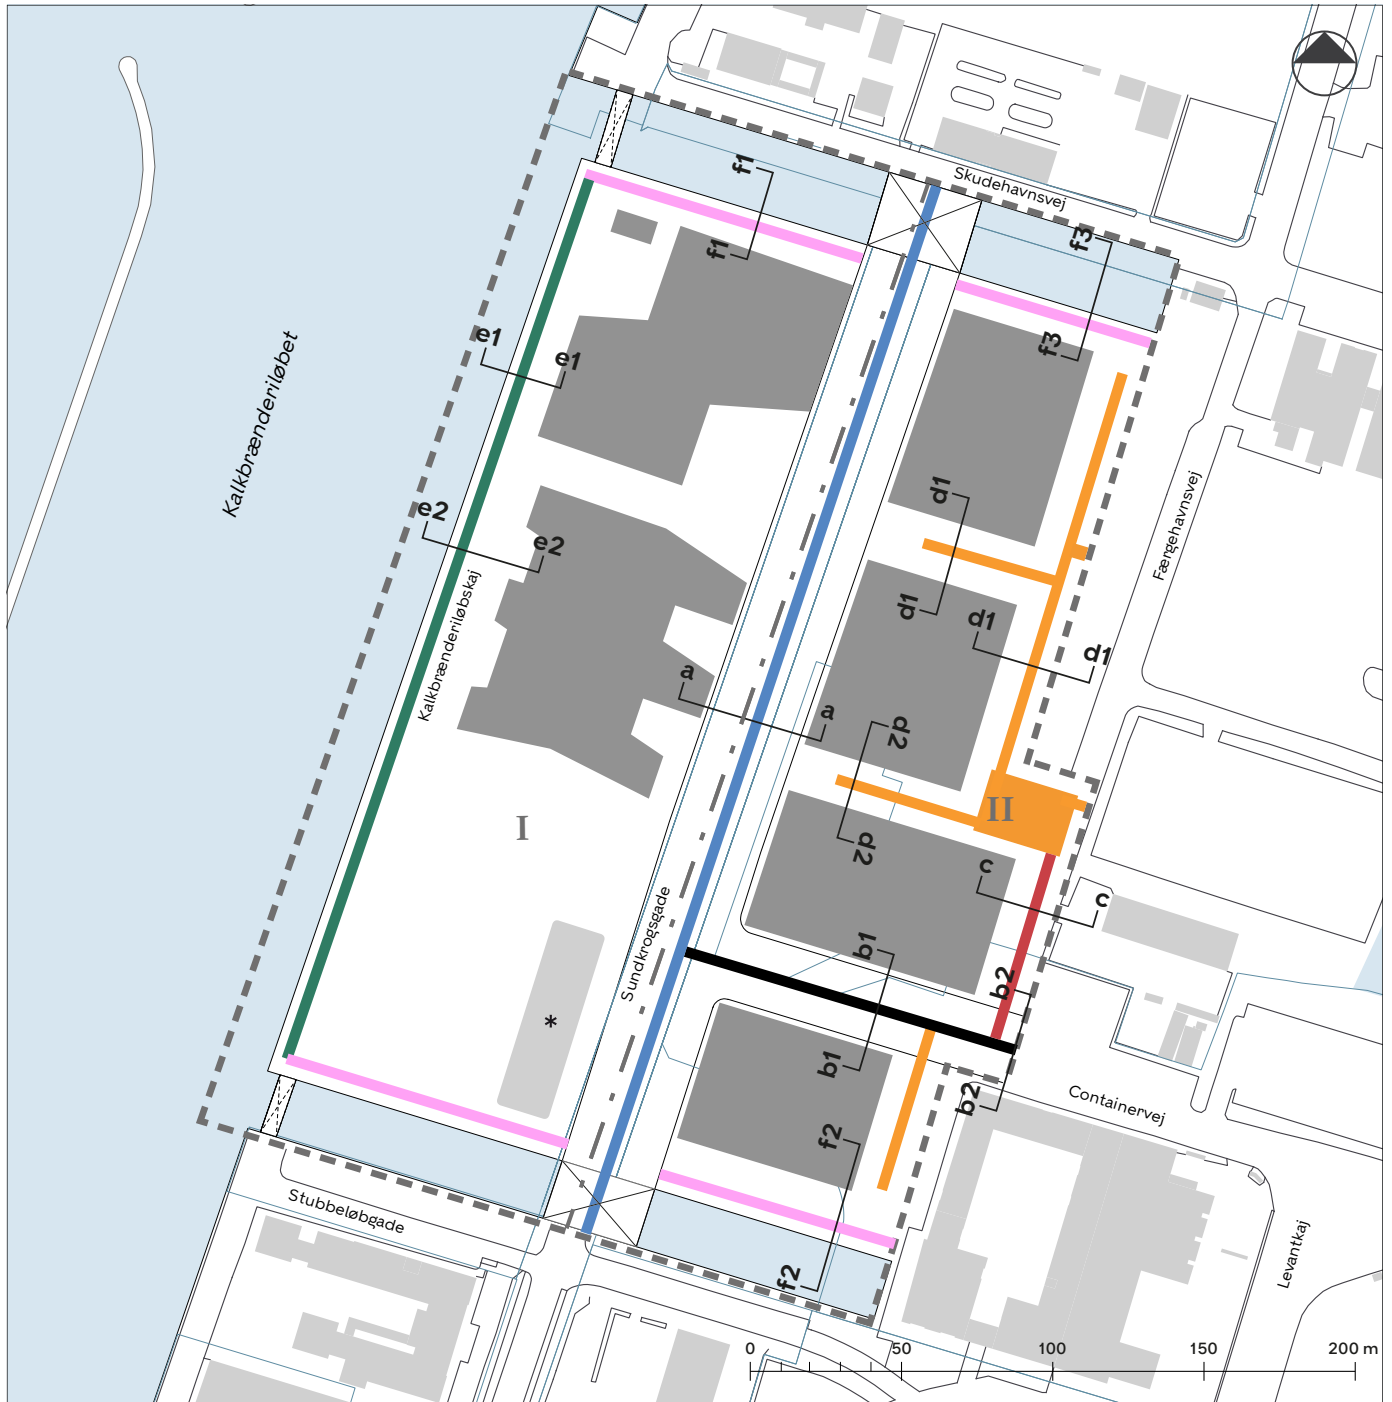 f1
Skudehavnsvej
f1
f3
f3
e1
e1
Kalkbrænderiløbet
e2
e2
d1
Færgehavnsvej
d1
d1
d1
Kalkbrænderiløbskaj
a
a
d2
I
II
d2
c
c
Sundkrogsgade
b1
b2
*
b1
b2
Containervej
f2
Stubbeløbgade
f2
Levantkaj
0 50 100 150 200 m